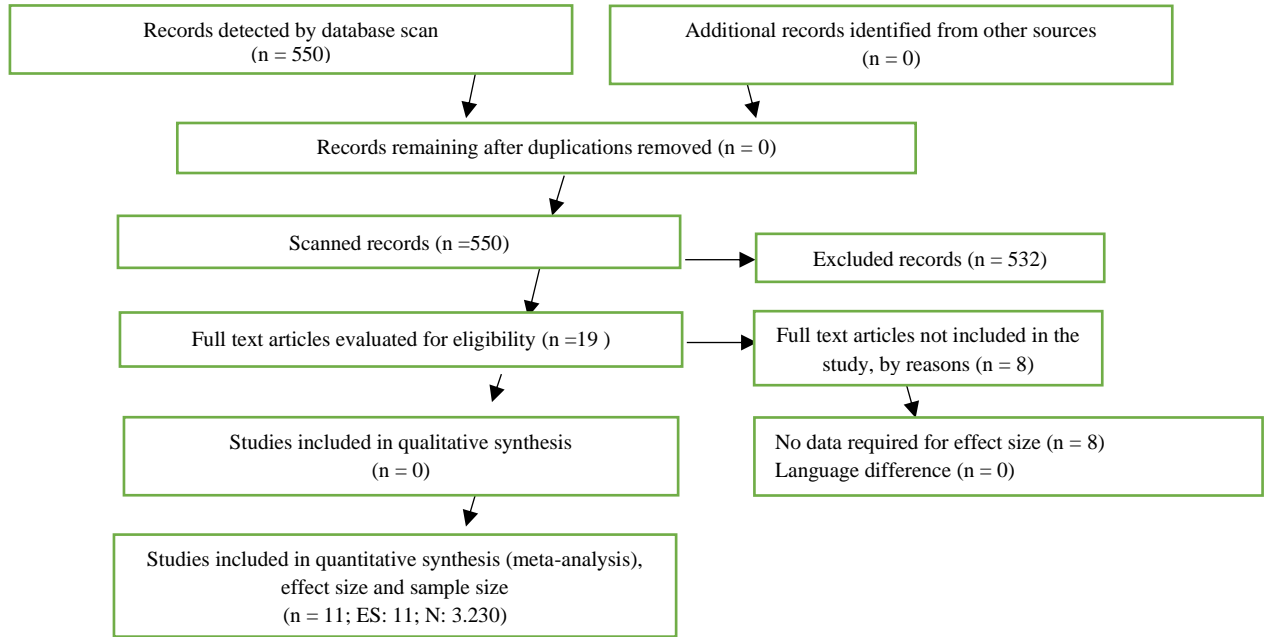 Records detected by database scan
(n = 550)
Additional records identified from other sources
(n = 0)
Records remaining after duplications removed (n = 0)
Scanned records (n =550)
Excluded records (n = 532)
Full text articles evaluated for eligibility (n =19 )
Full text articles not included in the
study, by reasons (n = 8)
Studies included in qualitative synthesis
(n = 0)
No data required for effect size (n = 8)
Language difference (n = 0)
Studies included in quantitative synthesis (meta-analysis),
effect size and sample size
(n = 11; ES: 11; N: 3.230)